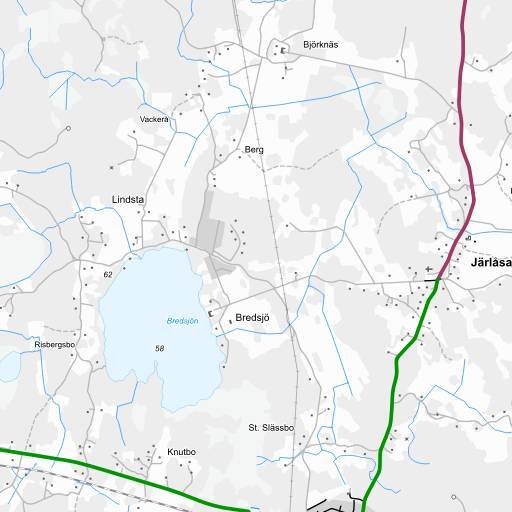 Björknäs
Vackera
Berg
Lindsta
Järlåsa
62
Bredsjö
Bredsjön
Risbergsbo
58
St. Slässbo
Knutbo